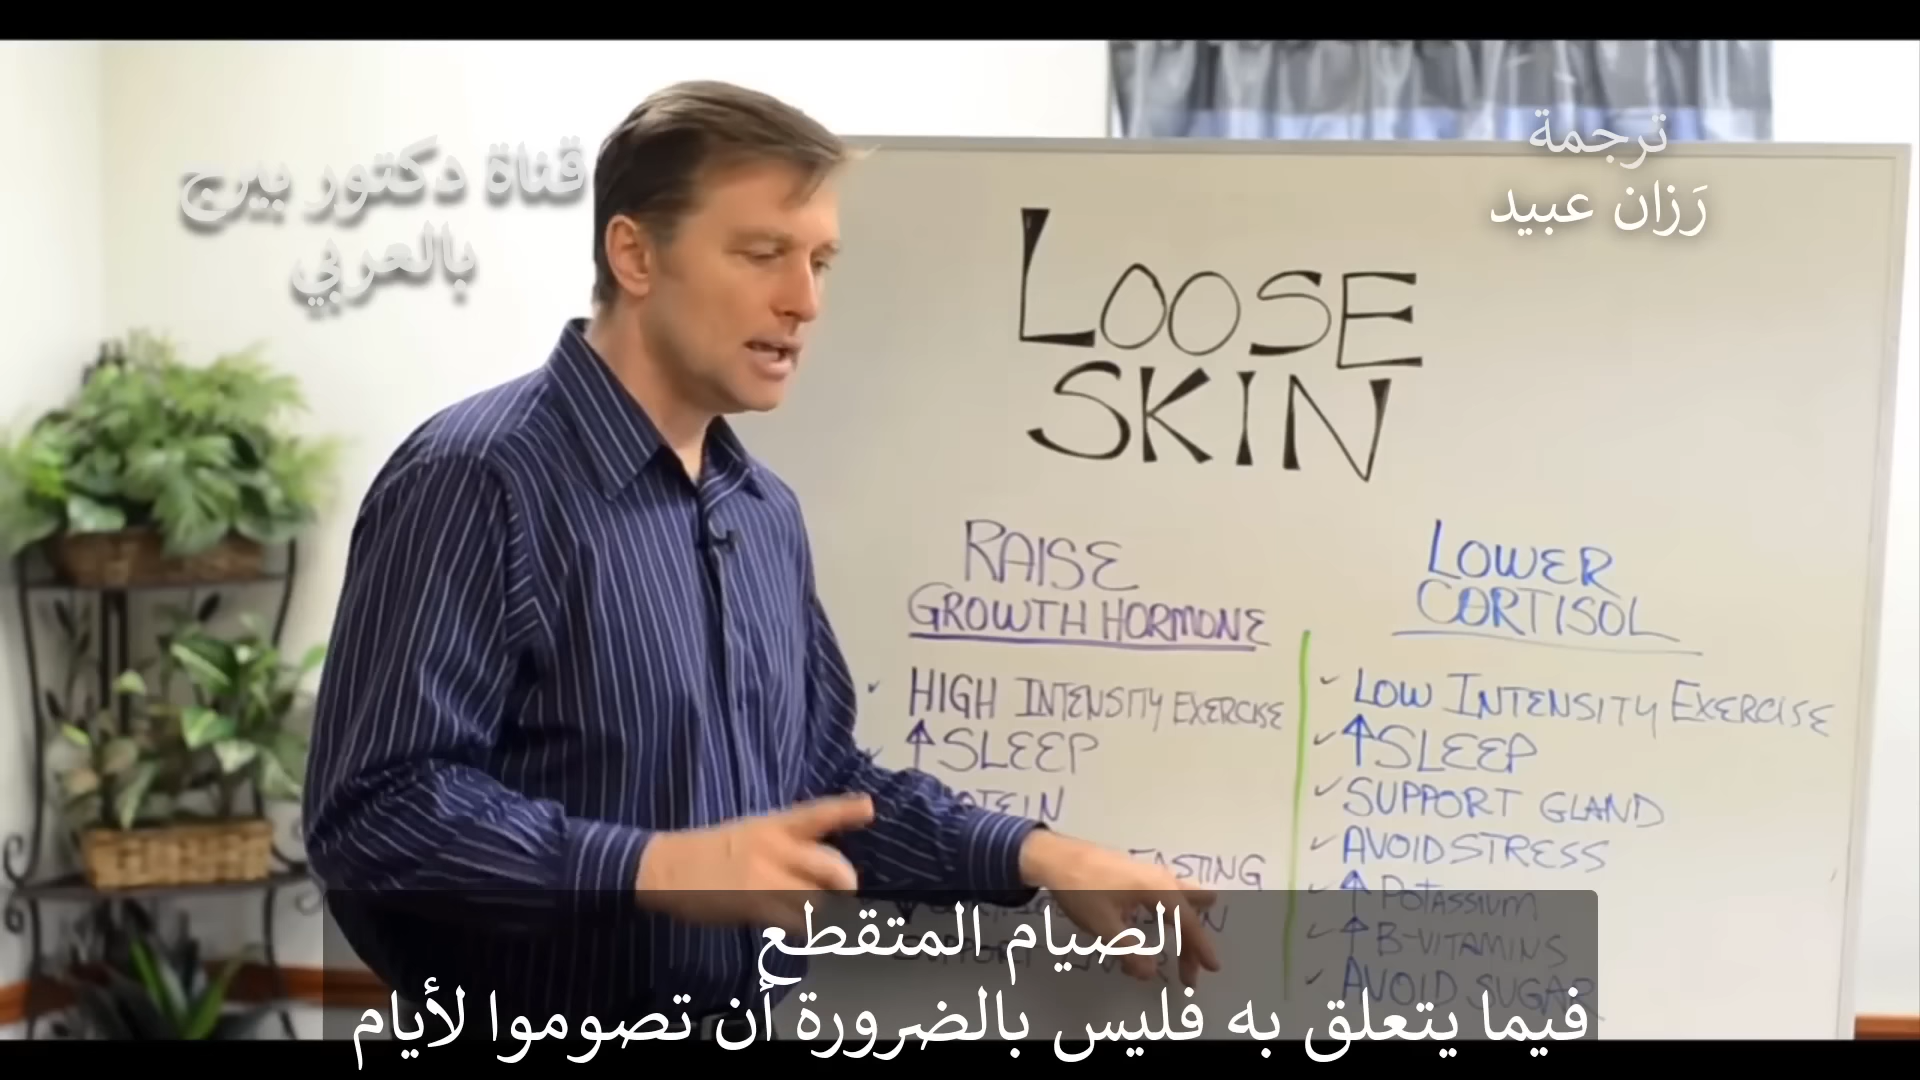 قناة دكتور بيرج
بالعربي
ترجمة
رَزان عبيد
LOOSE
SKIN
RAISE
GROWTH HORMONE
✓ HIGH INTENSITY EXERCISE
✓ ↑ SLEEP
FASTING
LOWER
CORTISOL
✓ LOW INTENSITY EXERCISE
✓ ↑ SLEEP
✓ SUPPORT GLAND
✓ AVOID STRESS
✓ ↑ POTASSIUM
✓ ↑ B-VITAMINS
✓ AVOID SUGAR
الصيام المتقطع
فيما يتعلق به فليس بالضرورة أن تصوموا لأيام